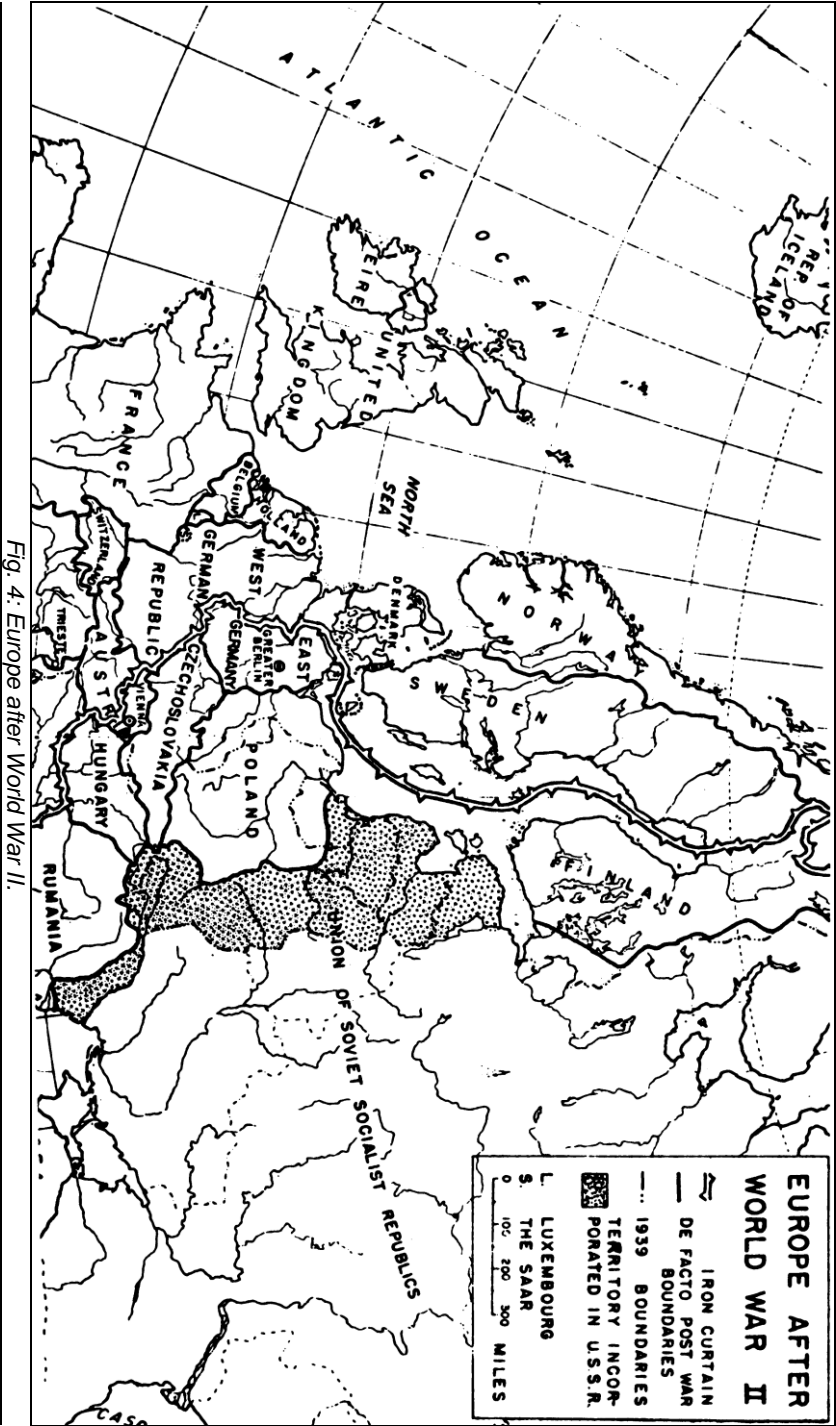 EUROPE AFTER
WORLD WAR II
IRON CURTAIN
DE FACTO POST WAR
BOUNDARIES
1939 BOUNDARIES
TERRITORY INCOR-
PORATED IN U.S.S.R.
L. LUXEMBOURG
S. THE SAAR
0 100 200 300 MILES
REP OF
ICELAND
ATLANTIC
OCEAN
EIRE
UNITED
KINGDOM
NORTH
SEA
NORWA
SWEDEN
FINLAND
DENMARK
HOLLAND
BELGIUM
WEST
GERMAN
REPUBLIC
EAST
GERMANY
GREATER
BERLIN
POLAND
UNION OF SOVIET SOCIALIST REPUBLICS
FRANCE
SWITZERLAND
CZECHOSLOVAKIA
VIENNA
AUSTR
HUNGARY
TRIESTE
RUMANIA
CASP
Fig. 4: Europe after World War II.